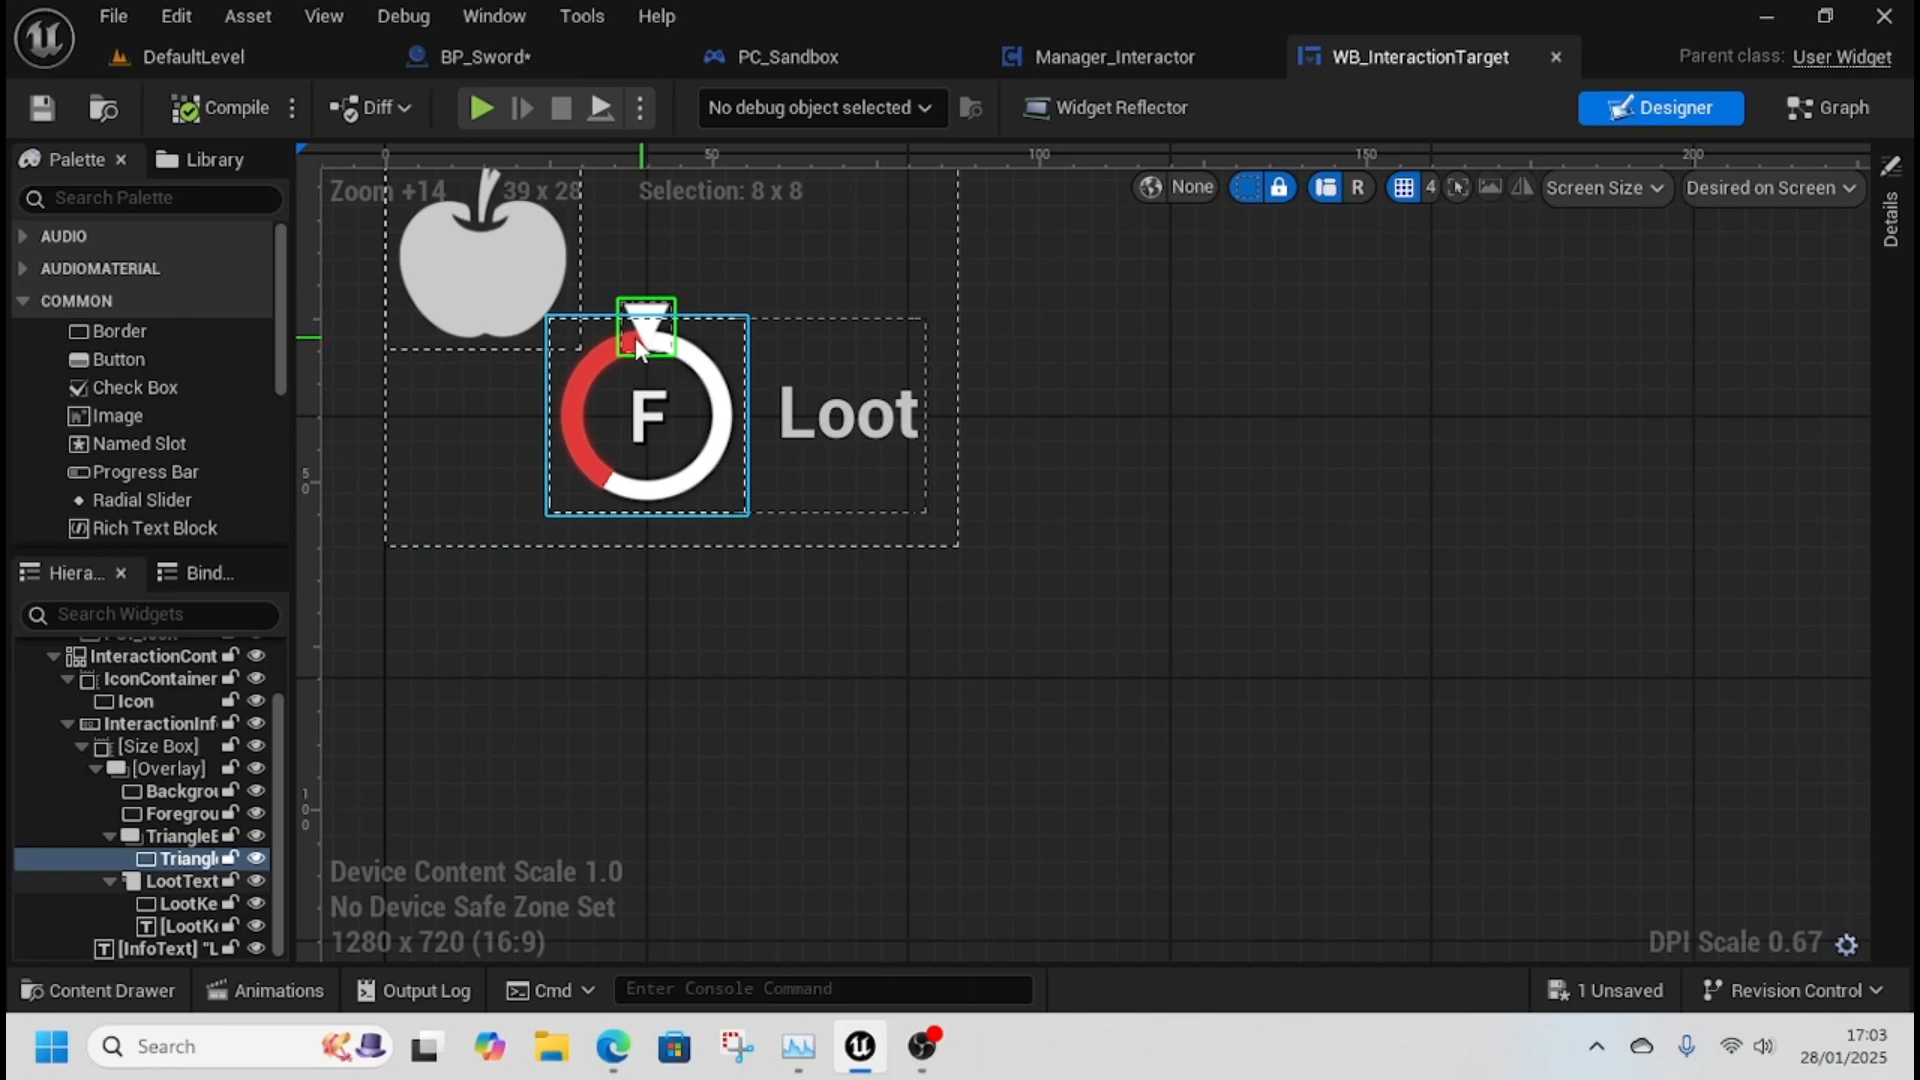 File Edit Asset View Debug Window Tools Help
DefaultLevel BP_Sword* PC_Sandbox Manager_Interactor WB_InteractionTarget Parent class: User Widget
Compile Diff No debug object selected Widget Reflector Designer Graph
Palette Library
Search Palette
AUDIO
AUDIOMATERIAL
COMMON
Border
Button
Check Box
Image
Named Slot
Progress Bar
Radial Slider
Rich Text Block
Hiera... Bind...
Search Widgets
InteractionCont
IconContainer
Icon
InteractionInf
[Size Box]
[Overlay]
Backgrou
Foregrou
TriangleE
Triangl
LootText
LootKe
[LootKe
[InfoText] "L
0 50 100 150 200
Zoom +14 39 x 28 Selection: 8 x 8 None R 4 Screen Size Desired on Screen
Details
F Loot
50
100
Device Content Scale 1.0
No Device Safe Zone Set
1280 x 720 (16:9)
DPI Scale 0.67
Content Drawer Animations Output Log Cmd Enter Console Command 1 Unsaved Revision Control
Search
17:03
28/01/2025